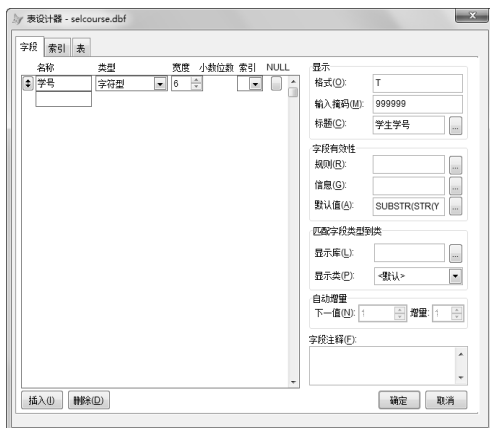 表设计器 - selcourse.dbf
字段 索引 表
名称 类型 宽度 小数位数 索引 NULL
学号 字符型 6
显示
格式(O): T
输入掩码(M): 999999
标题(C): 学生学号 ...
字段有效性
规则(R): ...
信息(G): ...
默认值(A): SUBSTR(STR(Y ...
匹配字段类型到类
显示库(L): ...
显示类(P): <默认>
自动增量
下一值(N): 1 增量: 1
字段注释(F):
插入(I) 删除(D) 确定 取消